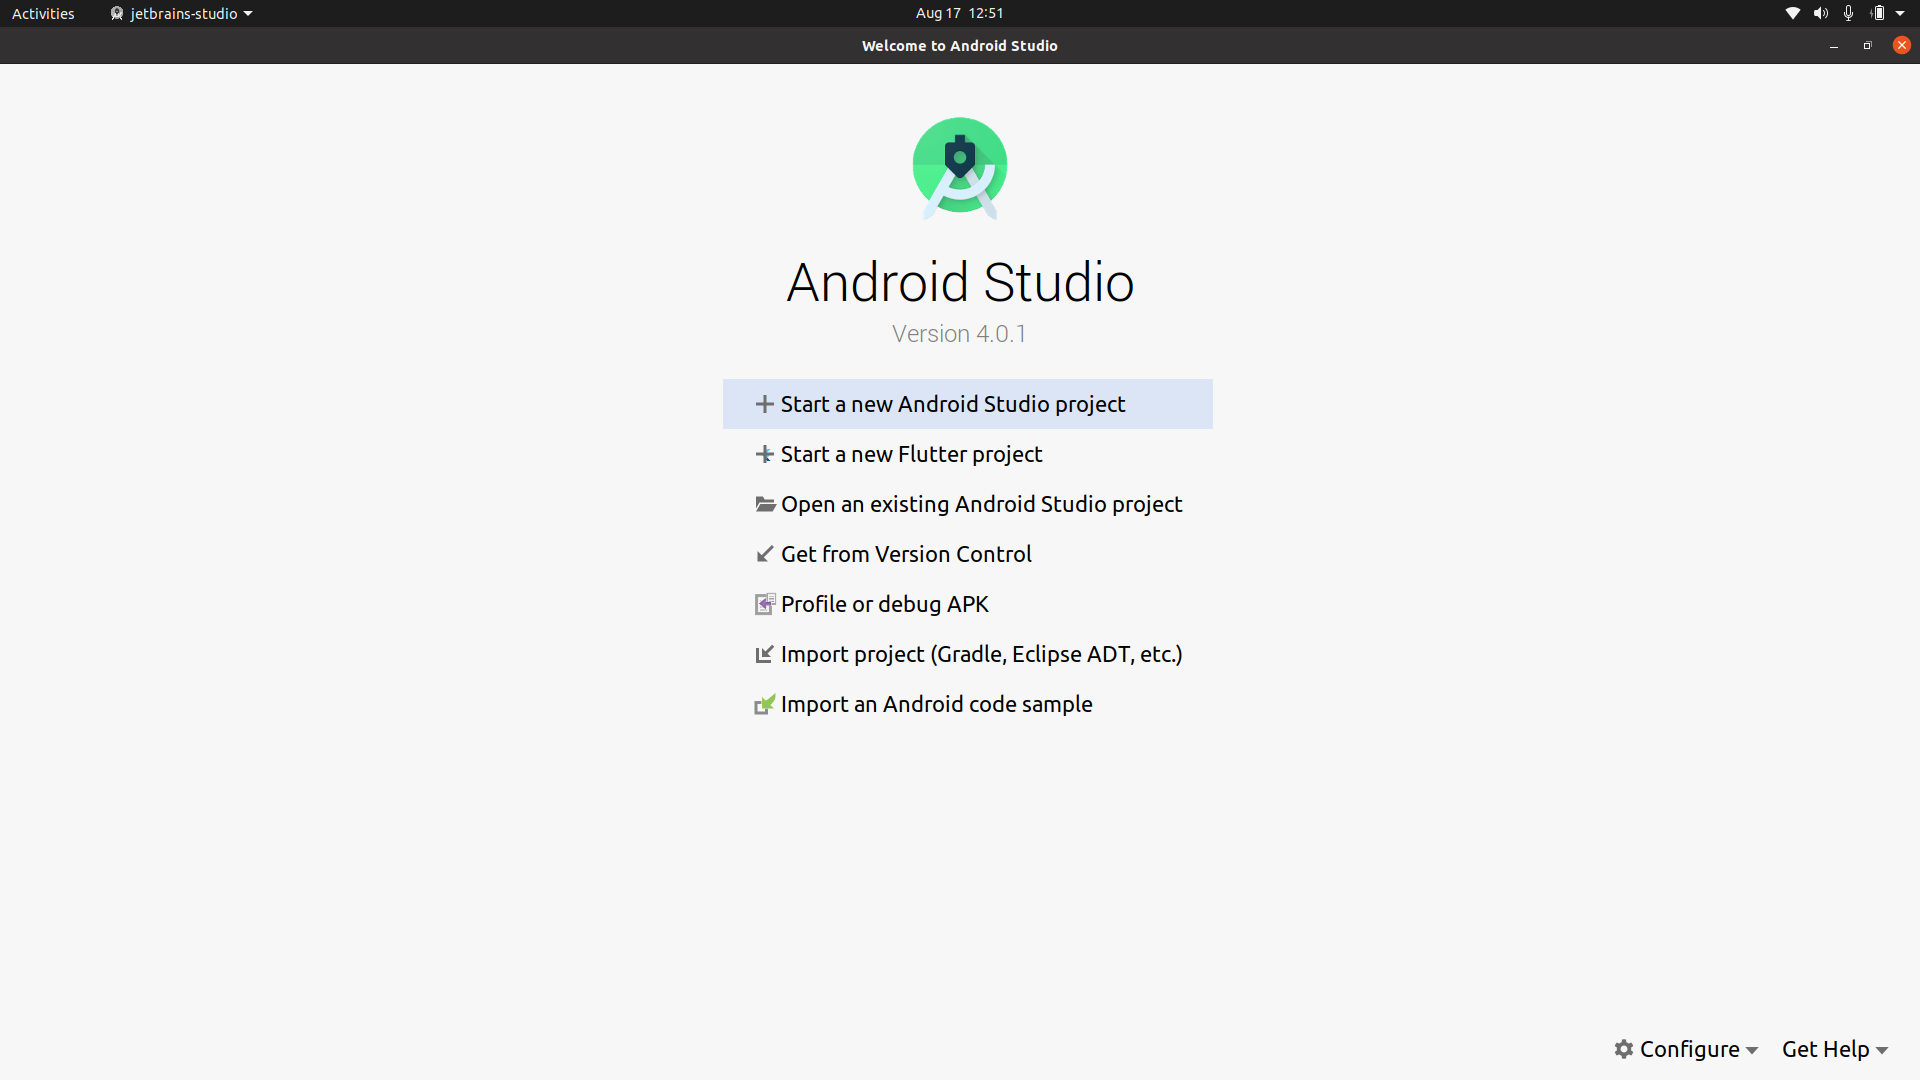 Activities jetbrains-studio Aug 17 12:51
Welcome to Android Studio
Android Studio
Version 4.0.1
Start a new Android Studio project
Start a new Flutter project
Open an existing Android Studio project
Get from Version Control
Profile or debug APK
Import project (Gradle, Eclipse ADT, etc.)
Import an Android code sample
Configure Get Help